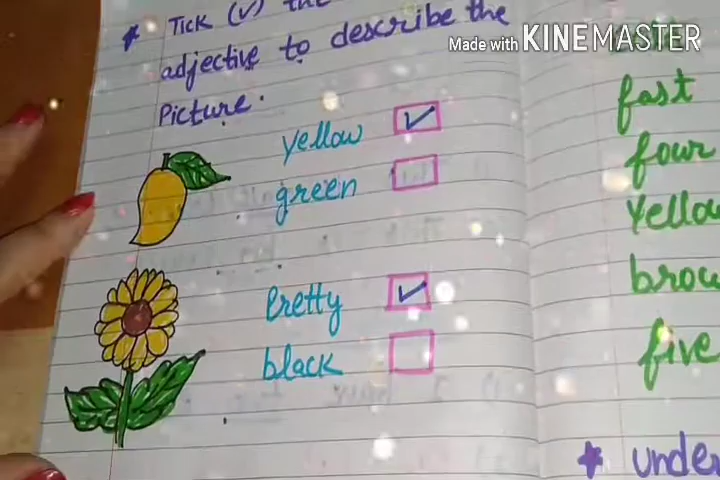 * Tick (✓) the
adjective to describe the
Picture.
yellow ✓
green
Pretty ✓
black
Made with KINEMASTER
fast
four
Yellow
brow
five
* under